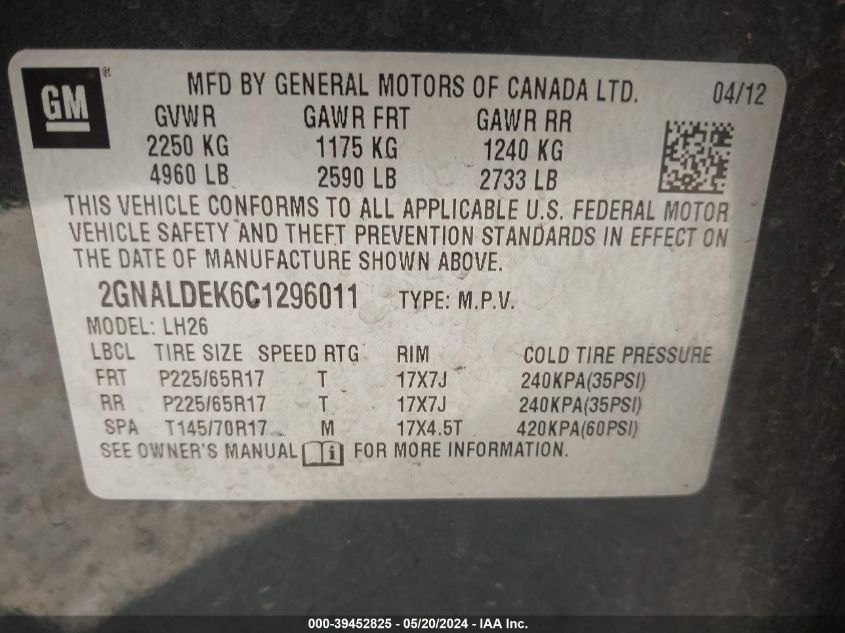 GM ®
MFD BY GENERAL MOTORS OF CANADA LTD. 04/12
GVWR GAWR FRT GAWR RR
2250 KG 1175 KG 1240 KG
4960 LB 2590 LB 2733 LB
THIS VEHICLE CONFORMS TO ALL APPLICABLE U.S. FEDERAL MOTOR
VEHICLE SAFETY AND THEFT PREVENTION STANDARDS IN EFFECT ON
THE DATE OF MANUFACTURE SHOWN ABOVE.
2GNALDEK6C1296011 TYPE: M.P.V.
MODEL: LH26
LBCL TIRE SIZE SPEED RTG RIM COLD TIRE PRESSURE
FRT P225/65R17 T 17X7J 240KPA(35PSI)
RR P225/65R17 T 17X7J 240KPA(35PSI)
SPA T145/70R17 M 17X4.5T 420KPA(60PSI)
SEE OWNER'S MANUAL i FOR MORE INFORMATION.
000-39452825 - 05/20/2024 - IAA Inc.